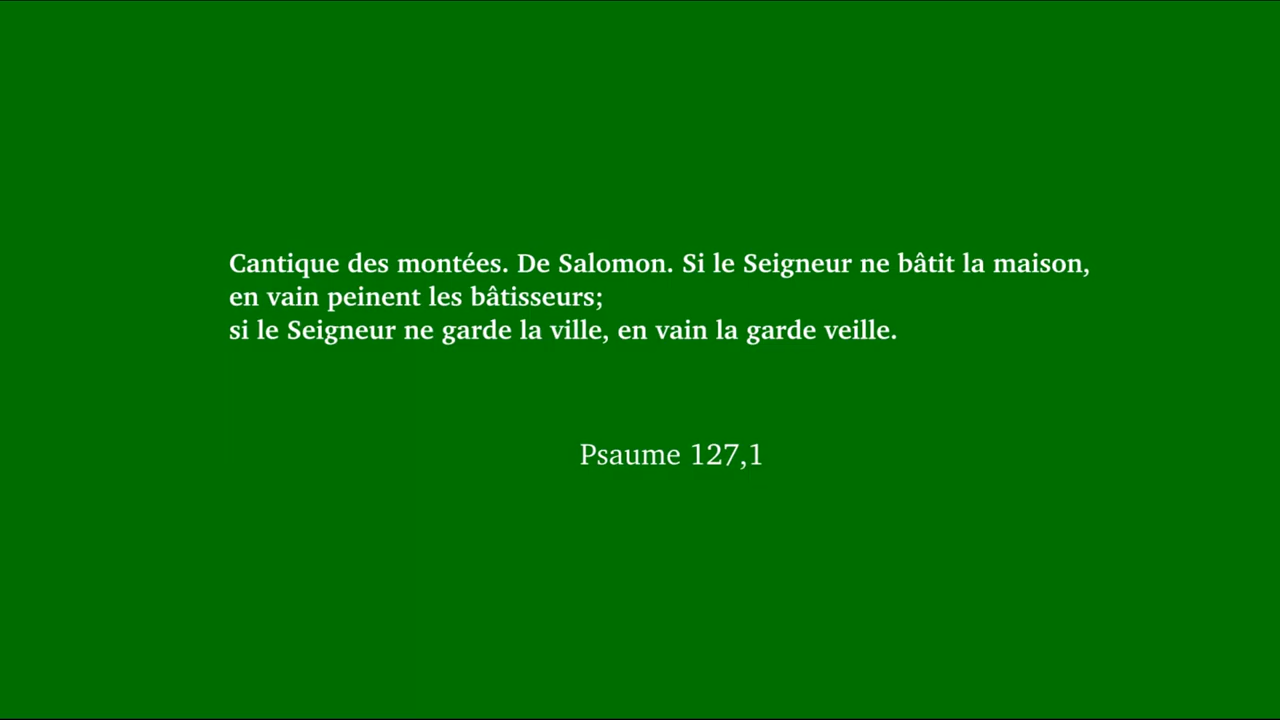 Cantique des montées. De Salomon. Si le Seigneur ne bâtit la maison,
en vain peinent les bâtisseurs;
si le Seigneur ne garde la ville, en vain la garde veille.
Psaume 127,1